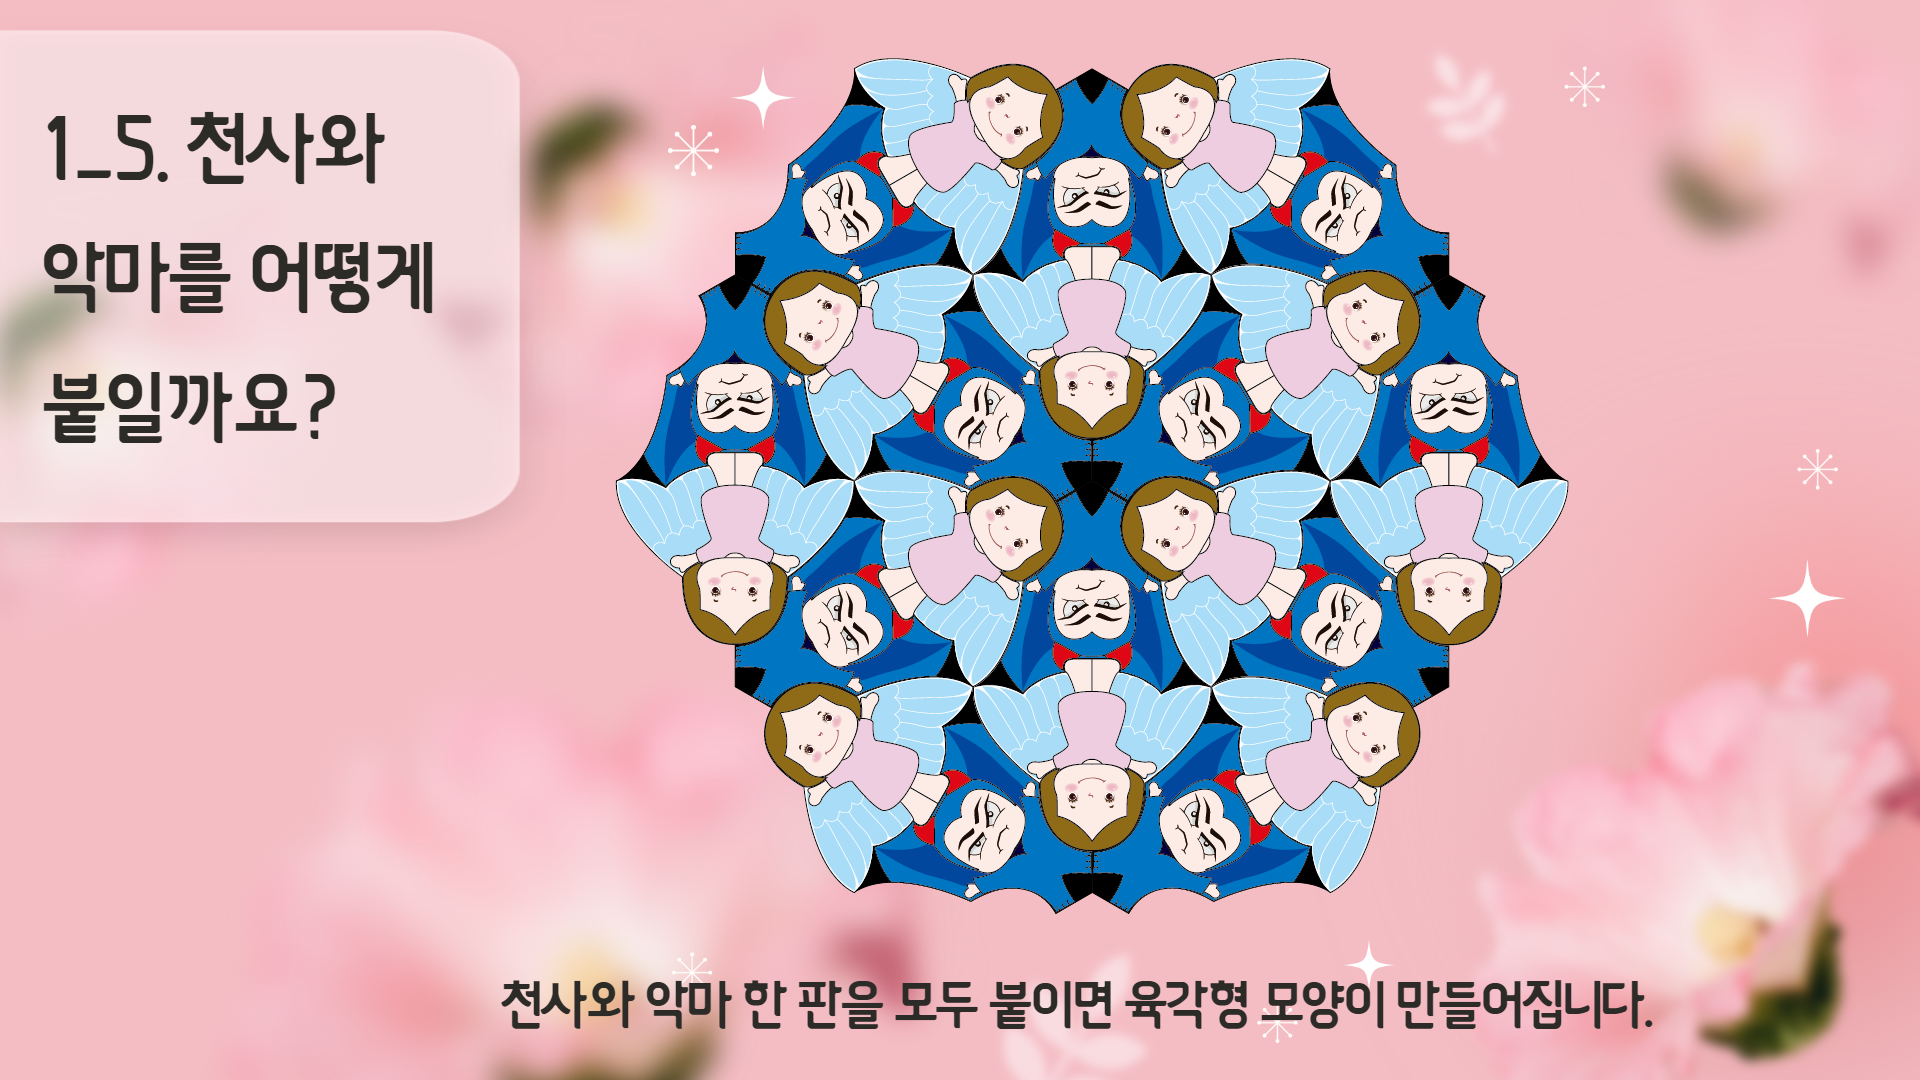 1_5. 천사와
악마를 어떻게
붙일까요?
천사와 악마 한 판을 모두 붙이면 육각형 모양이 만들어집니다.